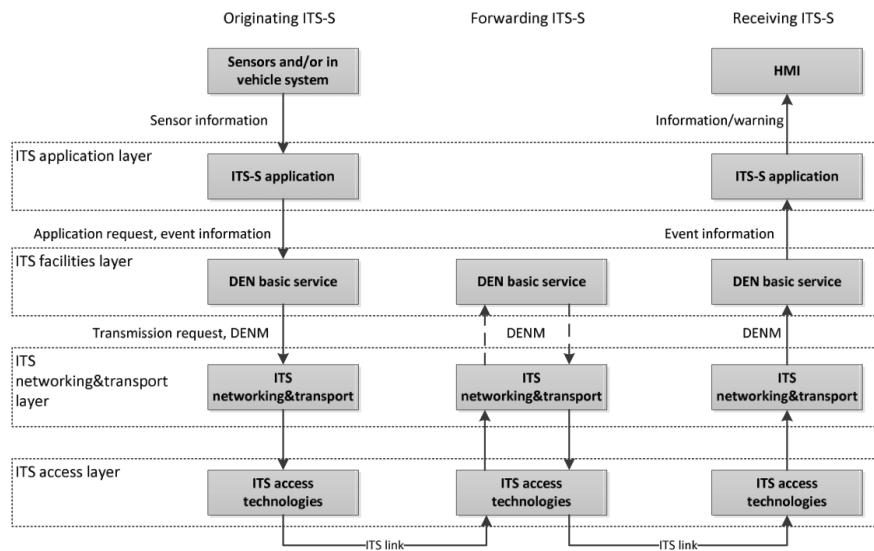 Originating ITS-S
Forwarding ITS-S
Receiving ITS-S
Sensors and/or in
vehicle system
HMI
Sensor information
Information/warning
ITS application layer
ITS-S application
ITS-S application
Application request, event information
Event information
ITS facilities layer
DEN basic service
DEN basic service
DEN basic service
Transmission request, DENM
DENM
DENM
ITS
networking&transport
layer
ITS
networking&transport
ITS
networking&transport
ITS
networking&transport
ITS access layer
ITS access
technologies
ITS access
technologies
ITS access
technologies
ITS link
ITS link